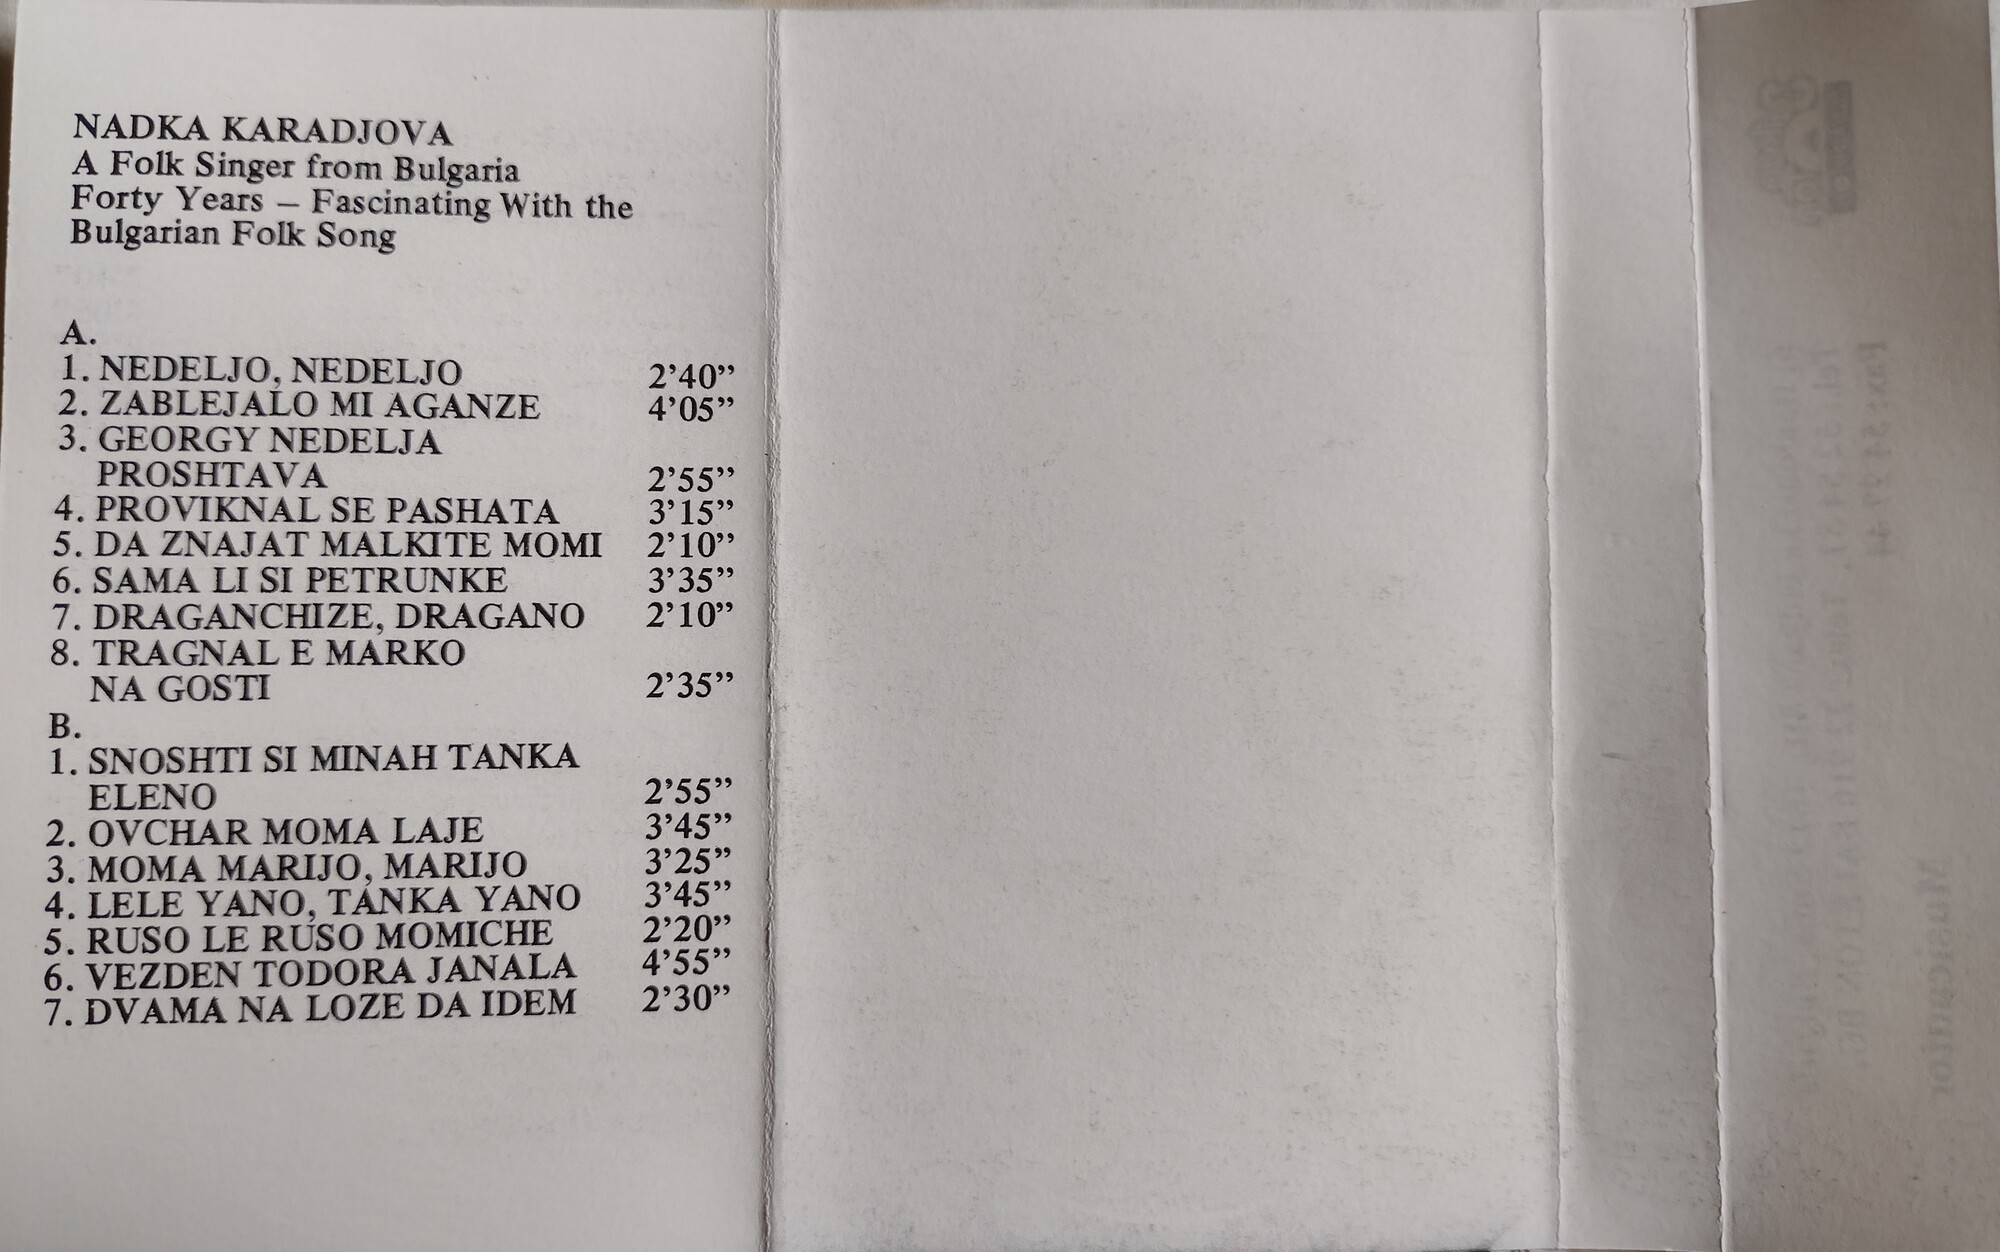 NADKA KARADJOVA
A Folk Singer from Bulgaria
Forty Years – Fascinating With the
Bulgarian Folk Song
A.
1. NEDELJO, NEDELJO 2'40”
2. ZABLEJALO MI AGANZE 4'05”
3. GEORGY NEDELJA
PROSHTAVA 2'55”
4. PROVIKNAL SE PASHATA 3'15”
5. DA ZNAJAT MALKITE MOMI 2'10”
6. SAMA LI SI PETRUNKE 3'35”
7. DRAGANCHIZE, DRAGANO 2'10”
8. TRAGNAL E MARKO
NA GOSTI 2'35”
B.
1. SNOSHTI SI MINAH TANKA
ELENO 2'55”
2. OVCHAR MOMA LAJE 3'45”
3. MOMA MARIJO, MARIJO 3'25”
4. LELE YANO, TANKA YANO 3'45”
5. RUSO LE RUSO MOMICHE 2'20”
6. VEZDEN TODORA JANALA 4'55”
7. DVAMA NA LOZE DA IDEM 2'30”